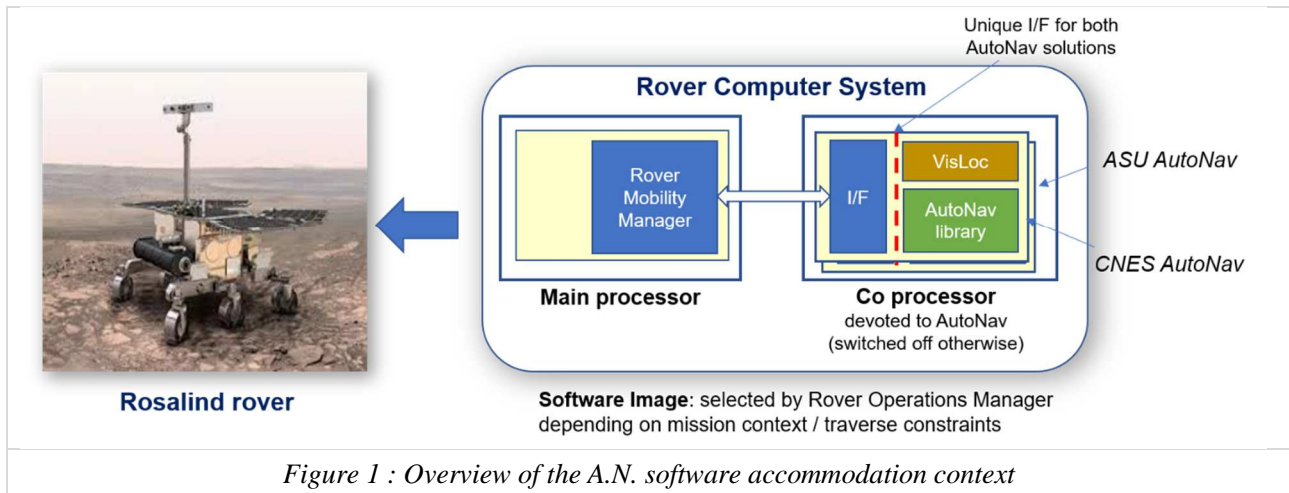 Unique I/F for both
AutoNav solutions
Rover Computer System
Rover
Mobility
Manager
I/F
VisLoc
AutoNav
library
ASU AutoNav
CNES AutoNav
Main processor
Co processor
devoted to AutoNav
(switched off otherwise)
Rosalind rover
Software Image: selected by Rover Operations Manager
depending on mission context / traverse constraints
Figure 1 : Overview of the A.N. software accommodation context